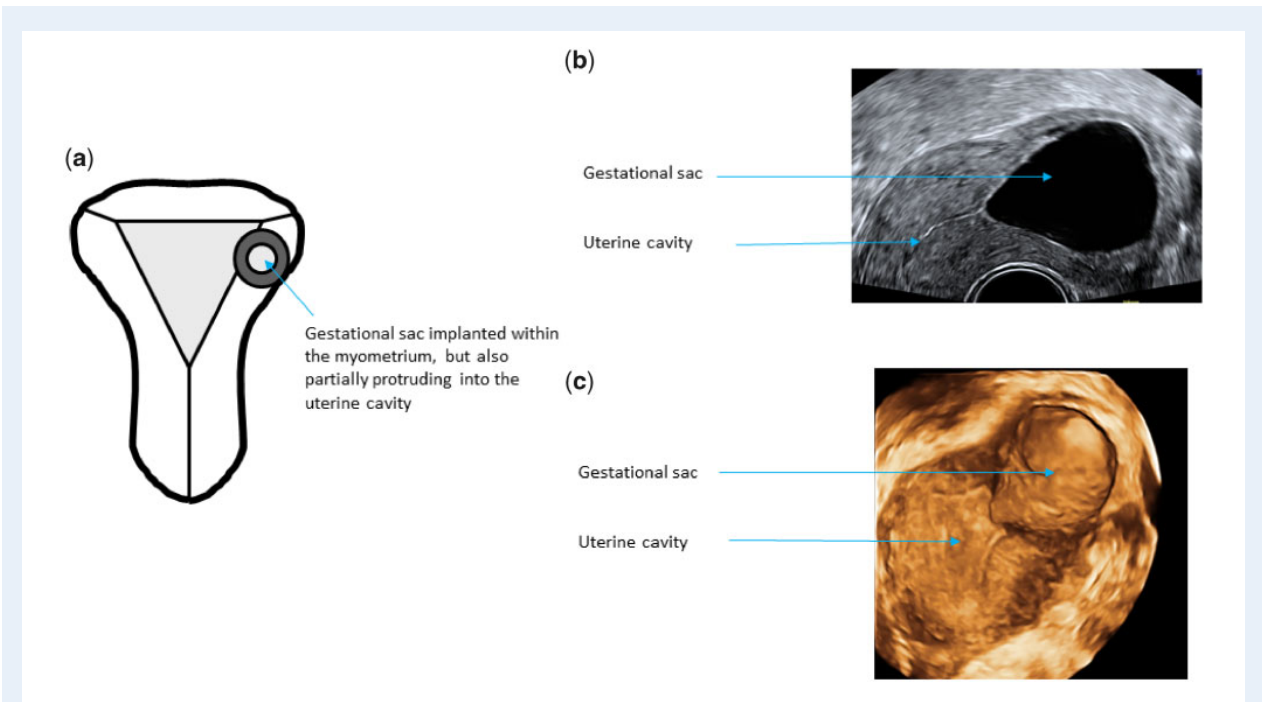 (a)
Gestational sac implanted within
the myometrium, but also
partially protruding into the
uterine cavity
(b)
Gestational sac
Uterine cavity
(c)
Gestational sac
Uterine cavity